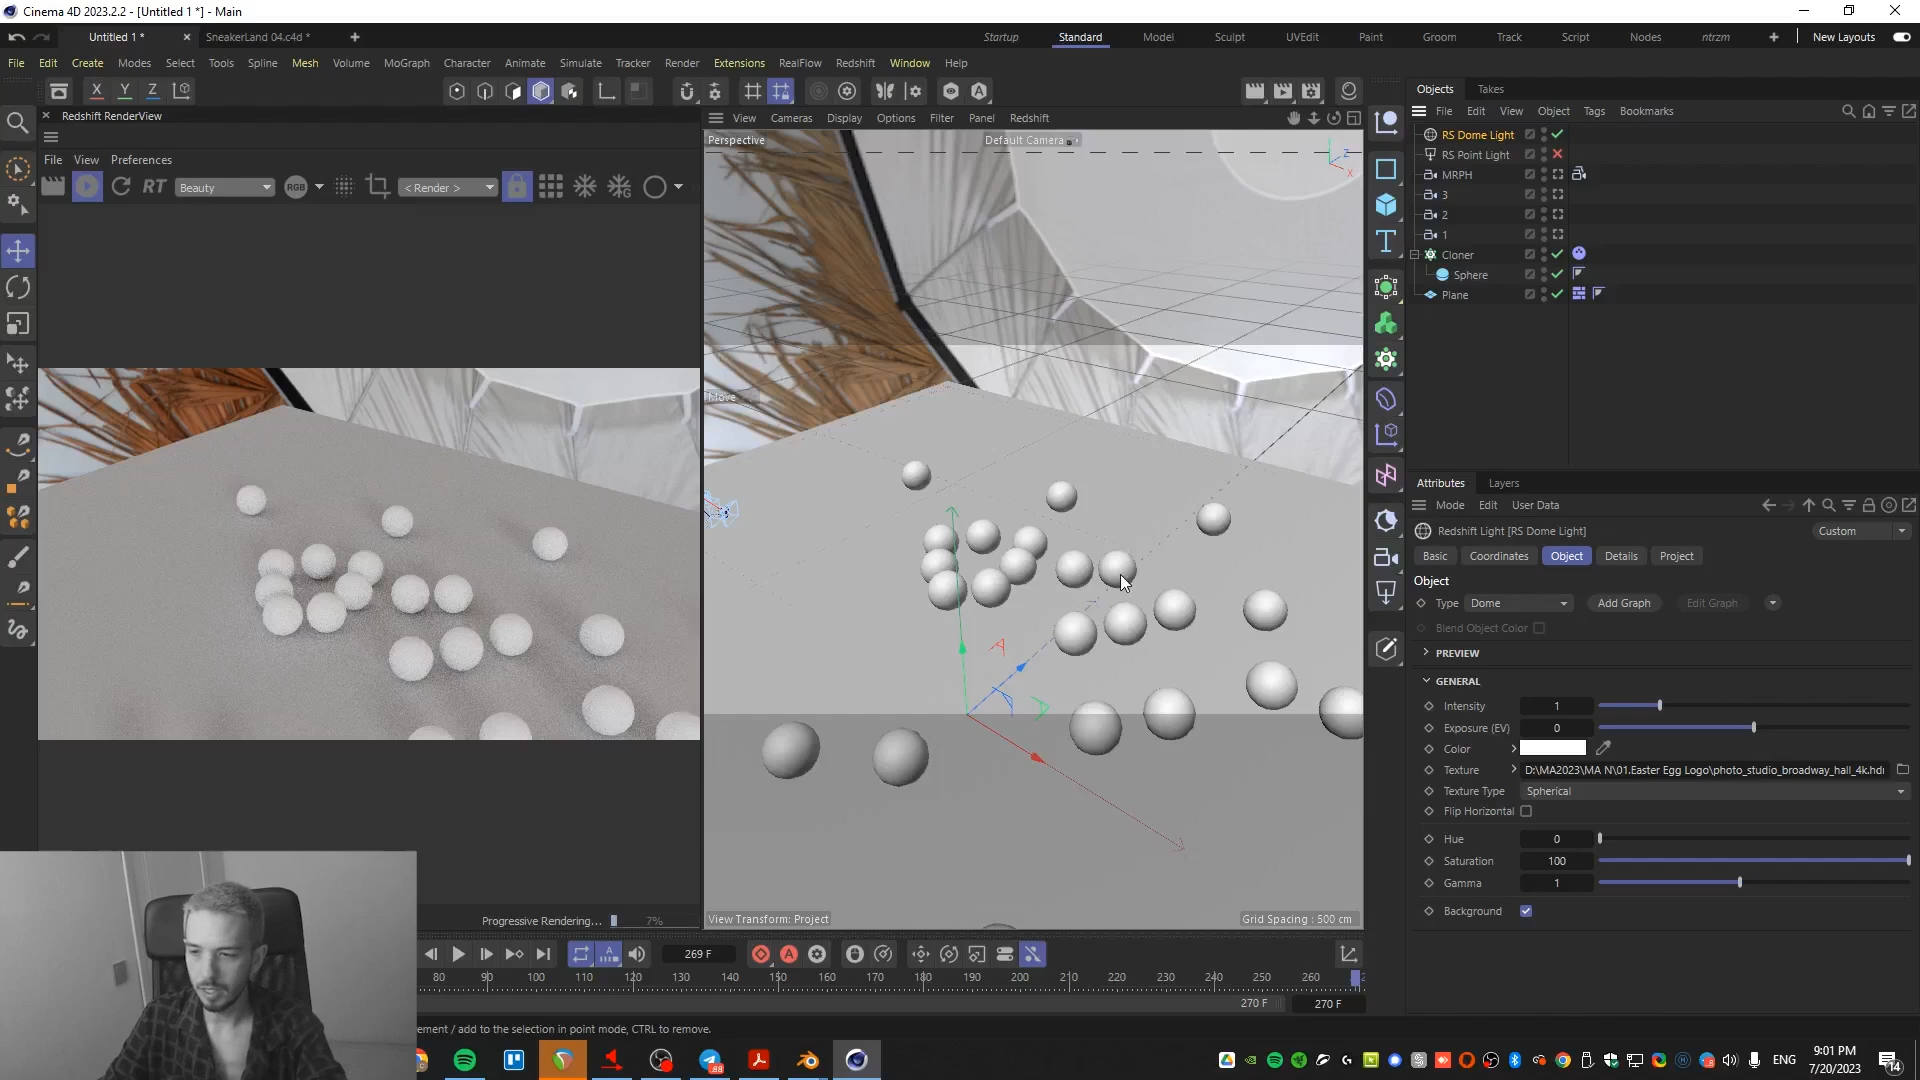 Cinema 4D 2023.2.2 - [Untitled 1 *] - Main
Untitled 1 *
SneakerLand 04.c4d *
Startup Standard Model Sculpt UVEdit Paint Groom Track Script Nodes ntrzm New Layouts
File Edit Create Modes Select Tools Spline Mesh Volume MoGraph Character Animate Simulate Tracker Render Extensions RealFlow Redshift Window Help
X Y Z
Objects Takes
Redshift RenderView
View Cameras Display Options Filter Panel Redshift
File Edit View Object Tags Bookmarks
Perspective
Default Camera
File View Preferences
RT Beauty RGB < Render >
RS Dome Light
RS Point Light
MRPH
3
2
1
Cloner
Sphere
Plane
Move
Attributes Layers
Mode Edit User Data
Redshift Light [RS Dome Light]
Custom
Basic Coordinates Object Details Project
Object
Type Dome Add Graph Edit Graph
Blend Object Color
PREVIEW
GENERAL
Intensity 1
Exposure (EV) 0
Color
Texture D:\MA2023\MA N\01.Easter Egg Logo\photo_studio_broadway_hall_4k.hdr
Texture Type Spherical
Flip Horizontal
Hue 0
Saturation 100
Gamma 1
Background
Progressive Rendering... 7%
View Transform: Project
Grid Spacing : 500 cm
269 F
80 90 100 110 120 130 140 150 160 170 180 190 200 210 220 230 240 250 260
270 F 270 F
ement / add to the selection in point mode, CTRL to remove.
ENG
9:01 PM
7/20/2023
14